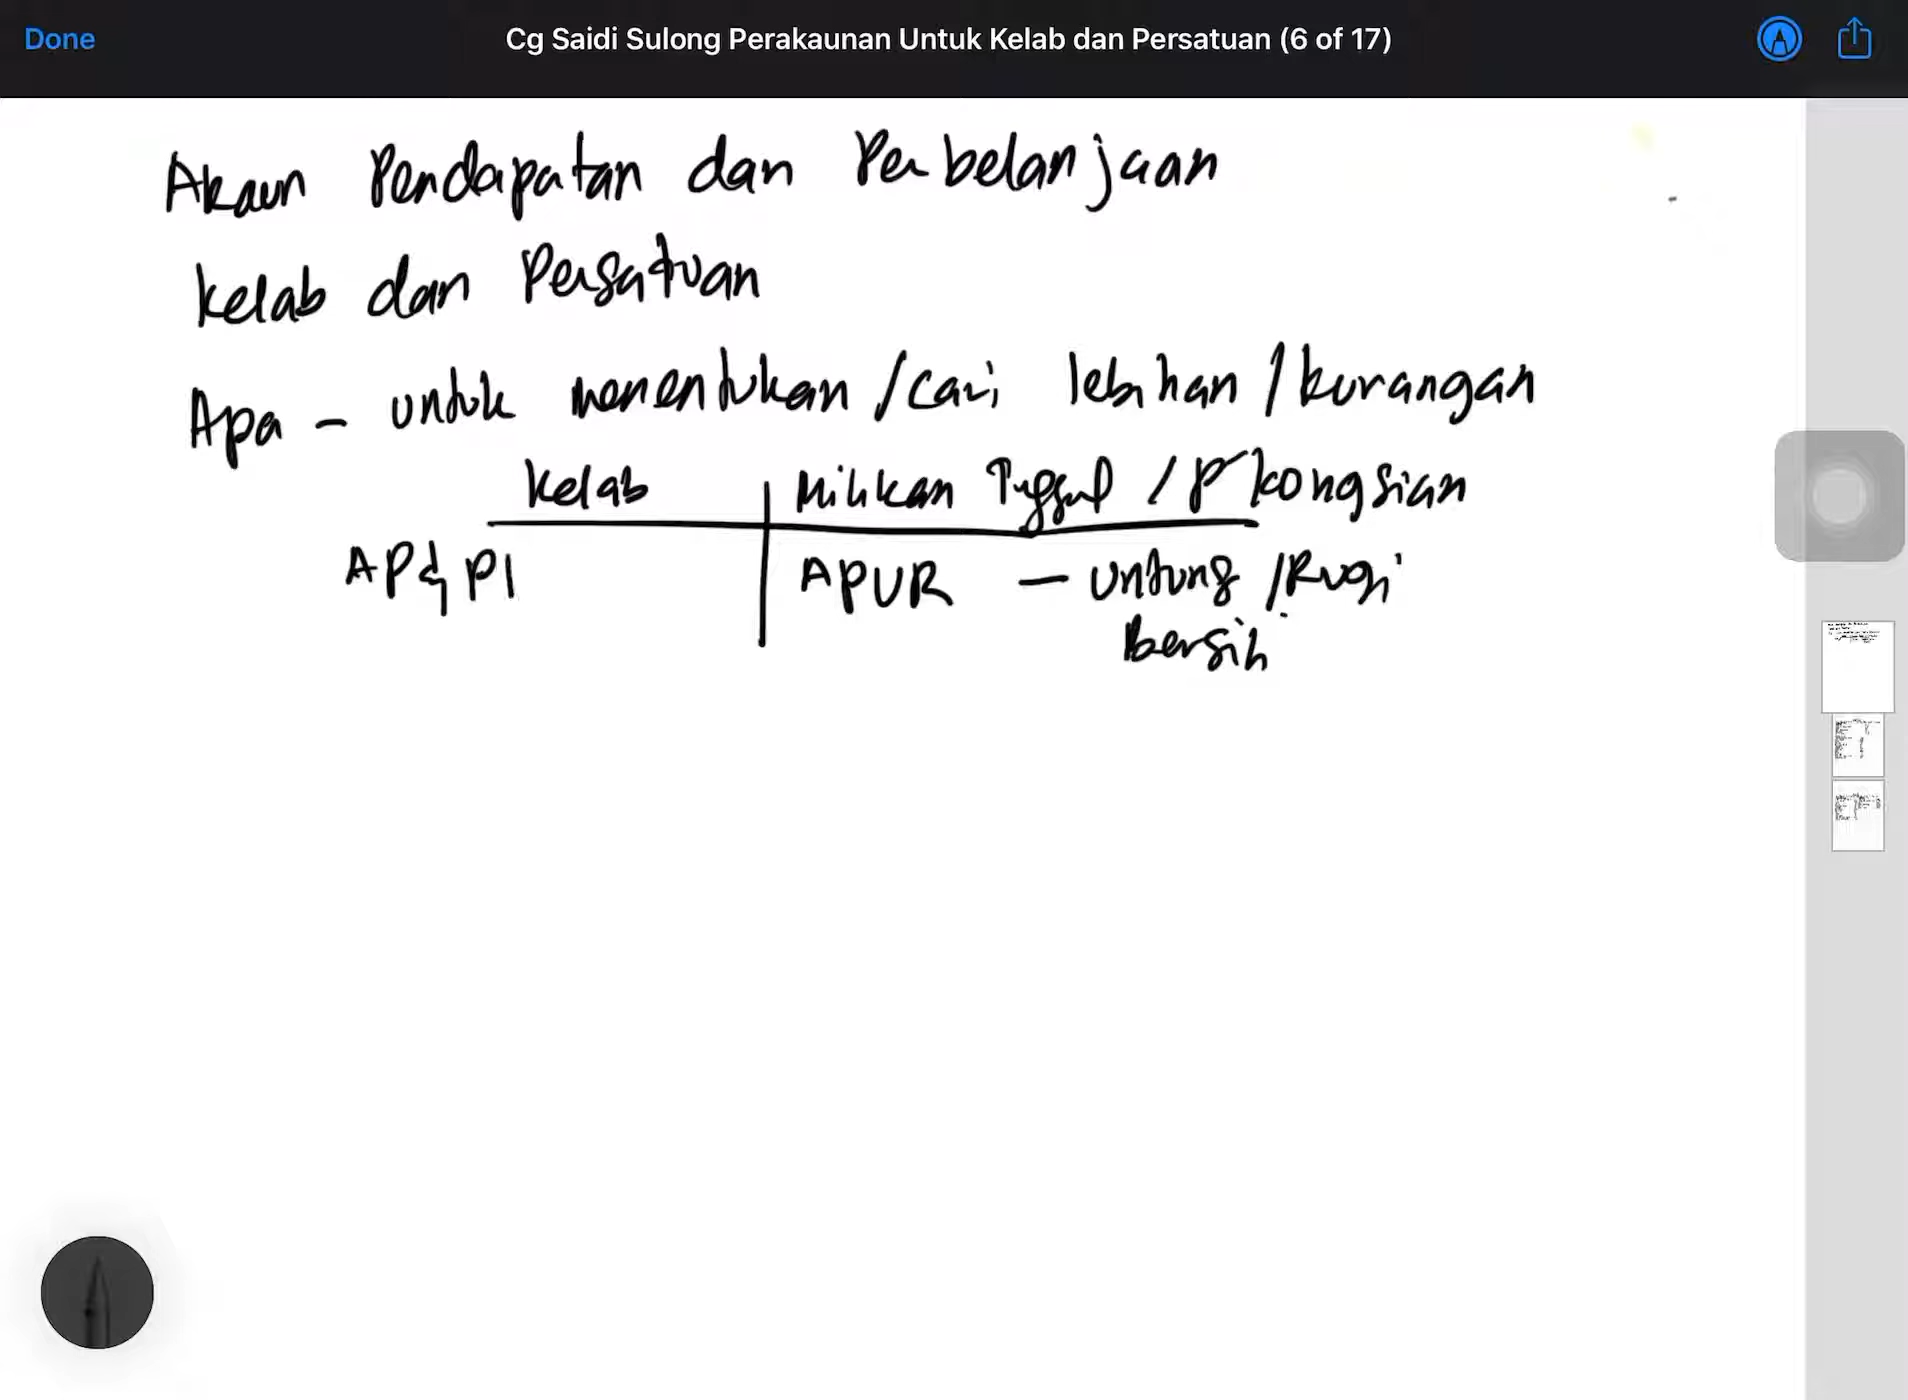 Done
Cg Saidi Sulong Perakaunan Untuk Kelab dan Persatuan (6 of 17)
Akaun Pendapatan dan Perbelanjaan
Kelab dan Persatuan
Apa - untuk menentukan / cari lebihan / kurangan
Kelab Milikan Tuggal / P'kongsian
AP& PI APUR - Untung / Rugi
bersih